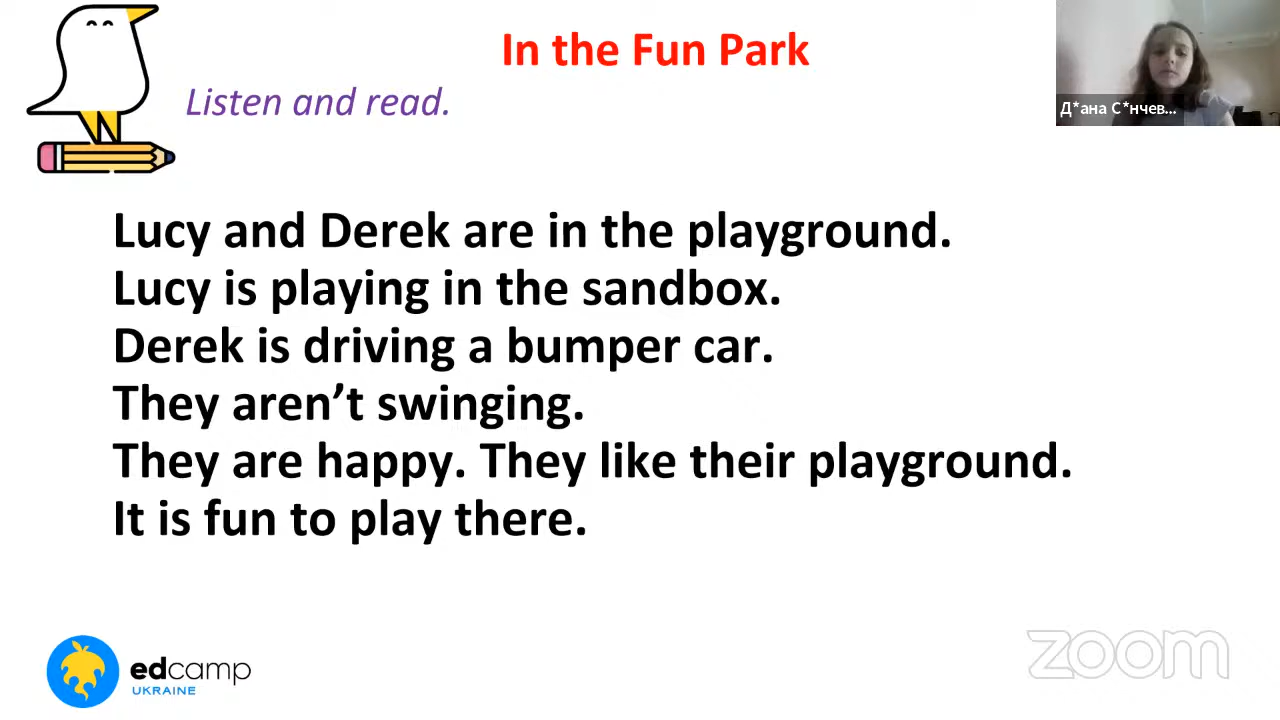 In the Fun Park
Listen and read.
Д*ана С*нчев...
Lucy and Derek are in the playground.
Lucy is playing in the sandbox.
Derek is driving a bumper car.
They aren’t swinging.
They are happy. They like their playground.
It is fun to play there.
edcamp
UKRAINE
zoom